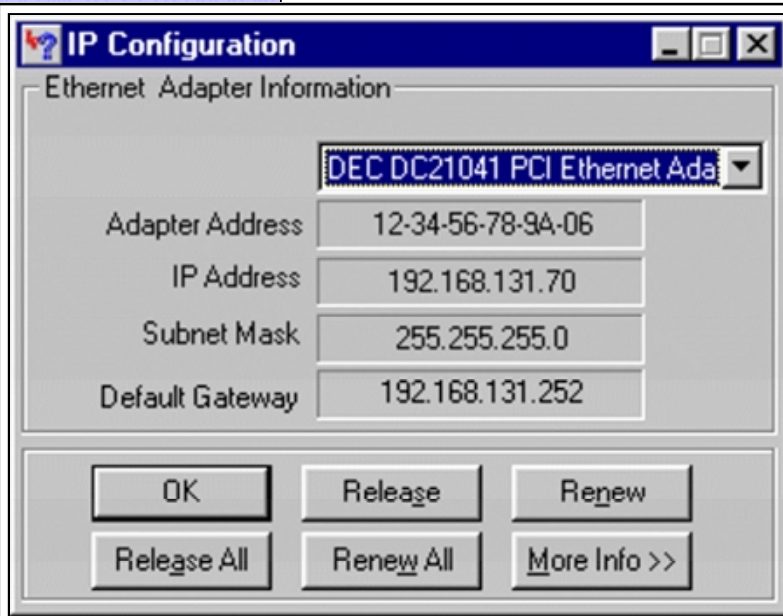 IP Configuration
Ethernet Adapter Information
DEC DC21041 PCI Ethernet Ada
Adapter Address 12-34-56-78-9A-06
IP Address 192.168.131.70
Subnet Mask 255.255.255.0
Default Gateway 192.168.131.252
OK Release Renew
Release All Renew All More Info >>